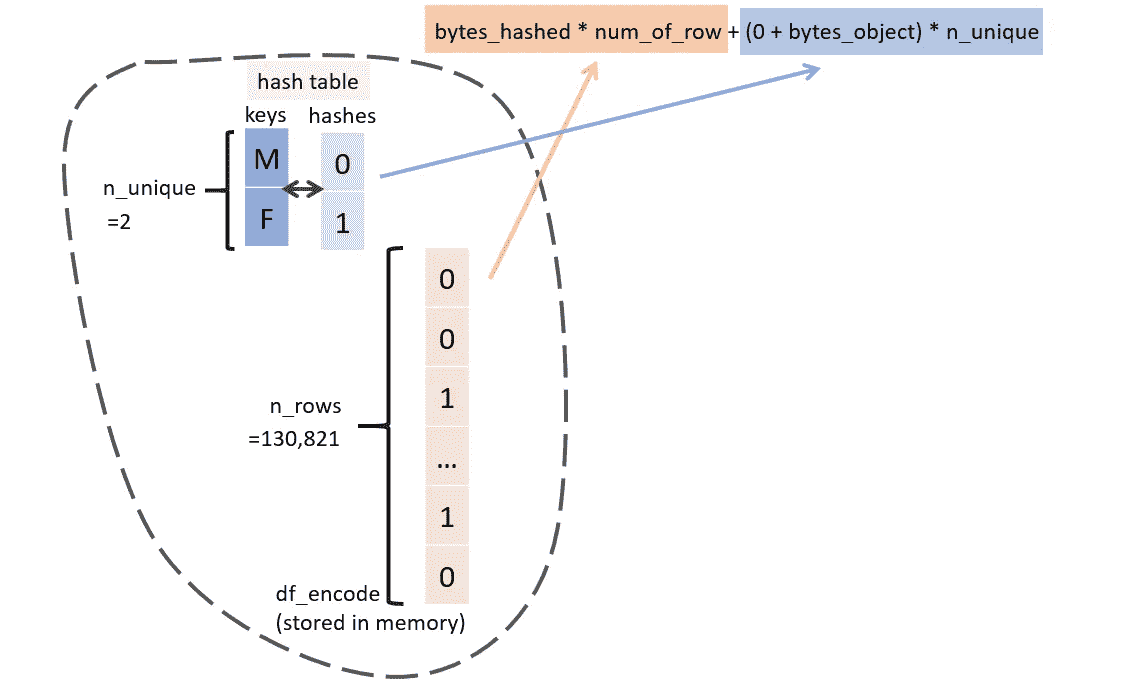 bytes_hashed * num_of_row + (0 + bytes_object) * n_unique
hash table
keys hashes
M 0
F 1
n_unique
=2
0
0
1
...
1
0
n_rows
=130,821
df_encode
(stored in memory)